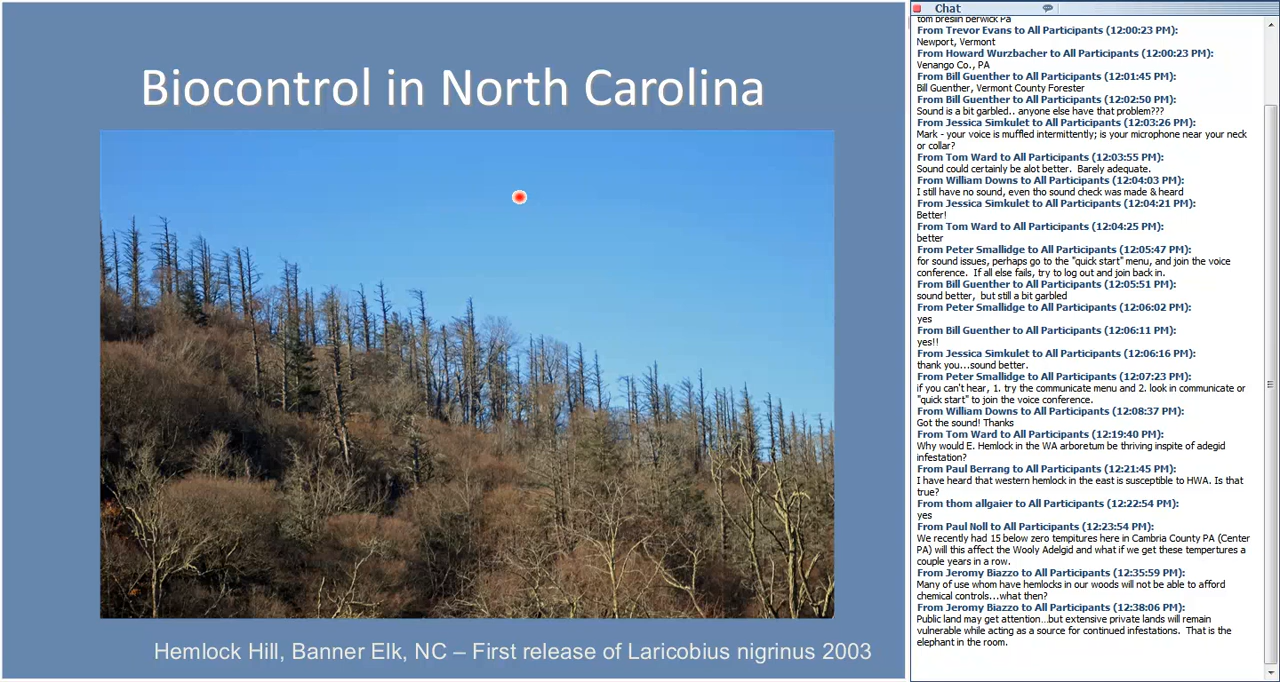 Biocontrol in North Carolina
Hemlock Hill, Banner Elk, NC – First release of Laricobius nigrinus 2003
Chat
tom breslin berwick Pa
From Trevor Evans to All Participants (12:00:23 PM):
Newport, Vermont
From Howard Wurzbacher to All Participants (12:00:23 PM):
Venango Co., PA
From Bill Guenther to All Participants (12:01:45 PM):
Bill Guenther, Vermont County Forester
From Bill Guenther to All Participants (12:02:50 PM):
Sound is a bit garbled.. anyone else have that problem???
From Jessica Simkulet to All Participants (12:03:26 PM):
Mark - your voice is muffled intermittently; is your microphone near your neck
or collar?
From Tom Ward to All Participants (12:03:55 PM):
Sound could certainly be alot better. Barely adequate.
From William Downs to All Participants (12:04:03 PM):
I still have no sound, even tho sound check was made & heard
From Jessica Simkulet to All Participants (12:04:21 PM):
Better!
From Tom Ward to All Participants (12:04:25 PM):
better
From Peter Smallidge to All Participants (12:05:47 PM):
for sound issues, perhaps go to the "quick start" menu, and join the voice
conference. If all else fails, try to log out and join back in.
From Bill Guenther to All Participants (12:05:51 PM):
sound better, but still a bit garbled
From Peter Smallidge to All Participants (12:06:02 PM):
yes
From Bill Guenther to All Participants (12:06:11 PM):
yes!!
From Jessica Simkulet to All Participants (12:06:16 PM):
thank you...sound better.
From Peter Smallidge to All Participants (12:07:23 PM):
if you can't hear, 1. try the communicate menu and 2. look in communicate or
"quick start" to join the voice conference.
From William Downs to All Participants (12:08:37 PM):
Got the sound! Thanks
From Tom Ward to All Participants (12:19:40 PM):
Why would E. Hemlock in the WA arboretum be thriving inspite of adegid
infestation?
From Paul Berrang to All Participants (12:21:45 PM):
I have heard that western hemlock in the east is susceptible to HWA. Is that
true?
From thom allgaier to All Participants (12:22:54 PM):
yes
From Paul Noll to All Participants (12:23:54 PM):
We recently had 15 below zero tempitures here in Cambria County PA (Center
PA) will this affect the Wooly Adelgid and what if we get these tempertures a
couple years in a row.
From Jeromy Biazzo to All Participants (12:35:59 PM):
Many of use whom have hemlocks in our woods will not be able to afford
chemical controls...what then?
From Jeromy Biazzo to All Participants (12:38:06 PM):
Public land may get attention...but extensive private lands will remain
vulnerable while acting as a source for continued infestations. That is the
elephant in the room.